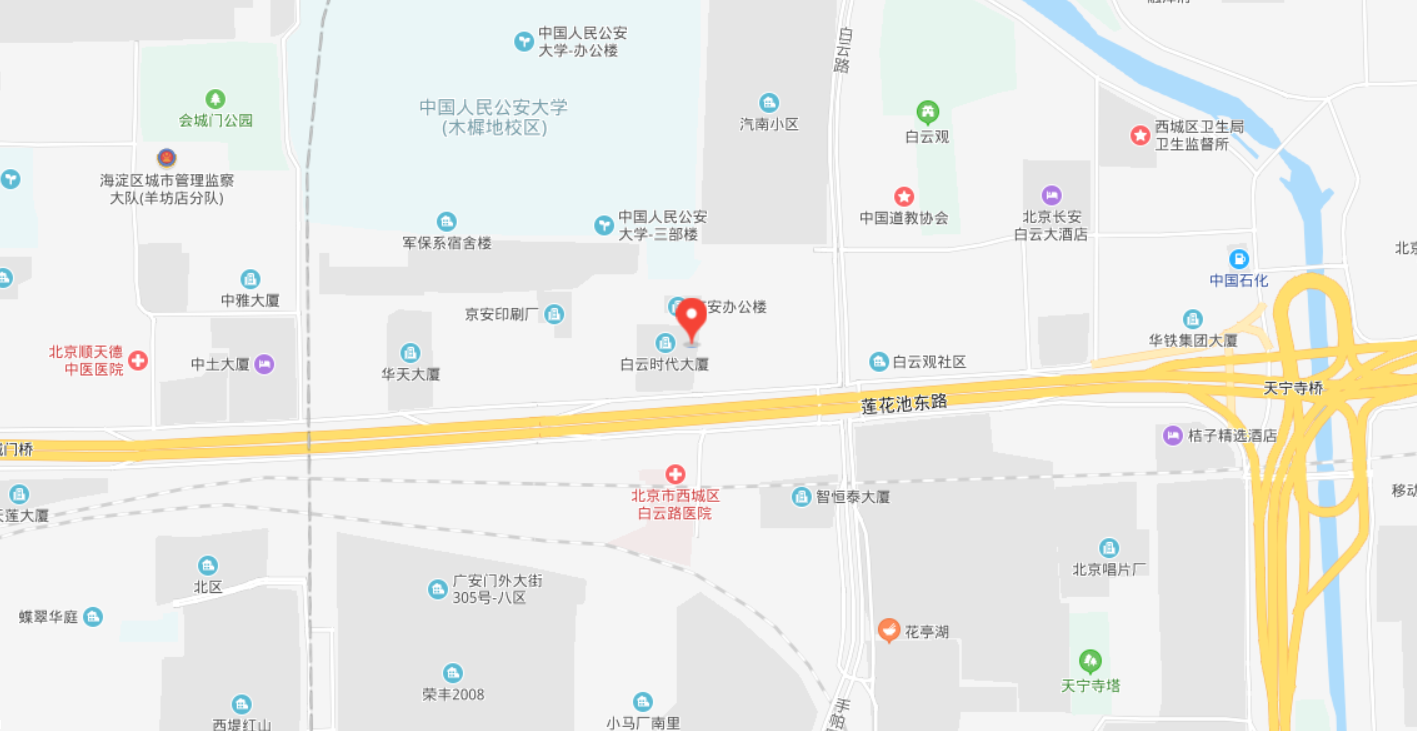 中国人民公安
大学-办公楼
白云路
中国人民公安大学
(木樨地校区)
会城门公园
汽南小区
白云观
西城区卫生局
卫生监督所
海淀区城市管理监察
大队(羊坊店分队)
军保系宿舍楼
中国人民公安
大学-三部楼
中国道教协会
北京长安
白云大酒店
中国石化
中雅大厦
京安印刷厂
安办公楼
华铁集团大厦
北京顺天德
中医医院
中土大厦
华天大厦
白云时代大厦
白云观社区
天宁寺桥
莲花池东路
门桥
桔子精选酒店
北京市西城区
白云路医院
智恒泰大厦
移动
莲大厦
北区
广安门外大街
305号-八区
北京唱片厂
蝶翠华庭
花亭湖
天宁寺塔
荣丰2008
西堤红山
小马厂南里
手帕